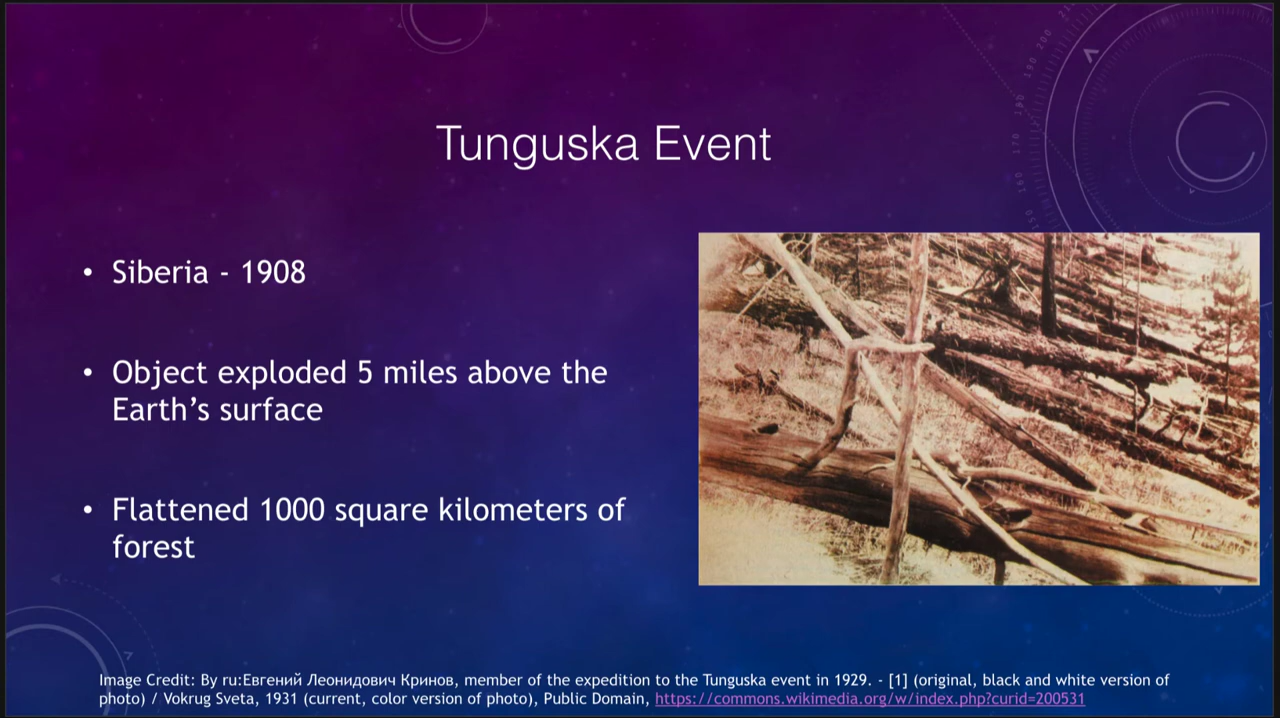 Tunguska Event
• Siberia - 1908
• Object exploded 5 miles above the
Earth’s surface
• Flattened 1000 square kilometers of
forest
Image Credit: By ru:Евгений Леонидович Кринов, member of the expedition to the Tunguska event in 1929. - [1] (original, black and white version of
photo) / Vokrug Sveta, 1931 (current, color version of photo), Public Domain, https://commons.wikimedia.org/w/index.php?curid=200531